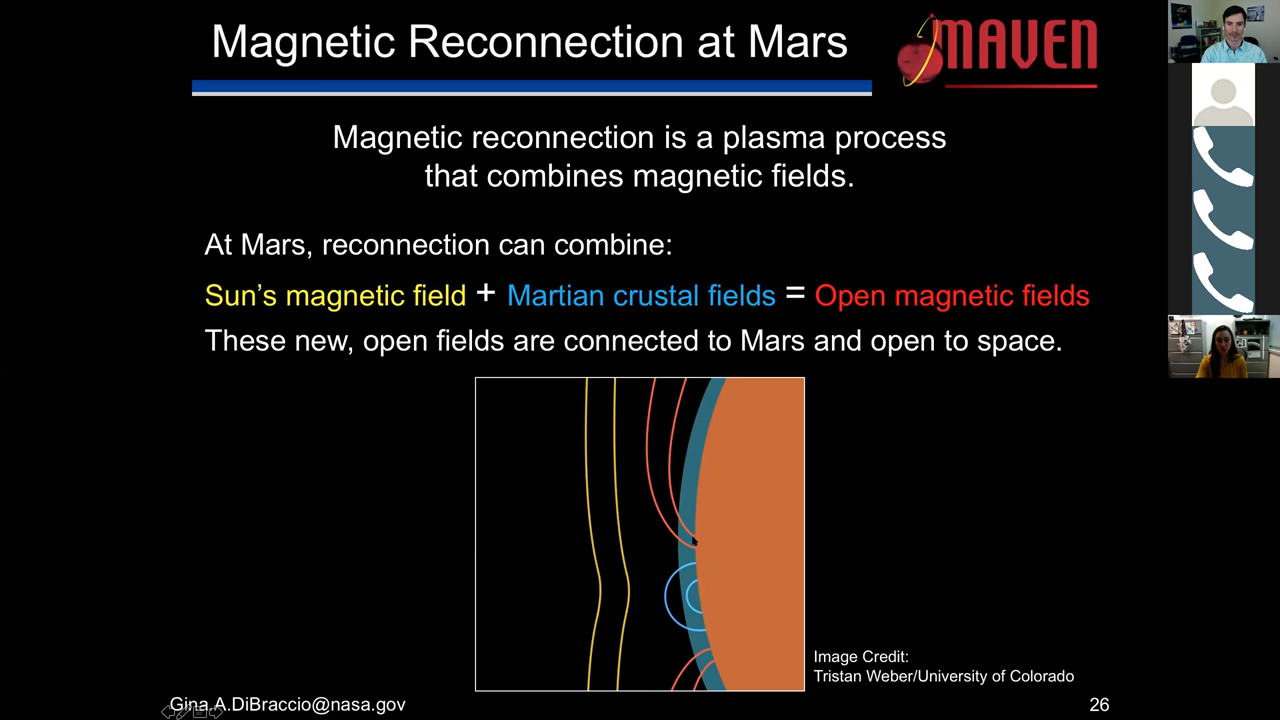 Magnetic Reconnection at Mars
MAVEN
Magnetic reconnection is a plasma process
that combines magnetic fields.
At Mars, reconnection can combine:
Sun's magnetic field + Martian crustal fields = Open magnetic fields
These new, open fields are connected to Mars and open to space.
Image Credit:
Tristan Weber/University of Colorado
Gina.A.DiBraccio@nasa.gov
26